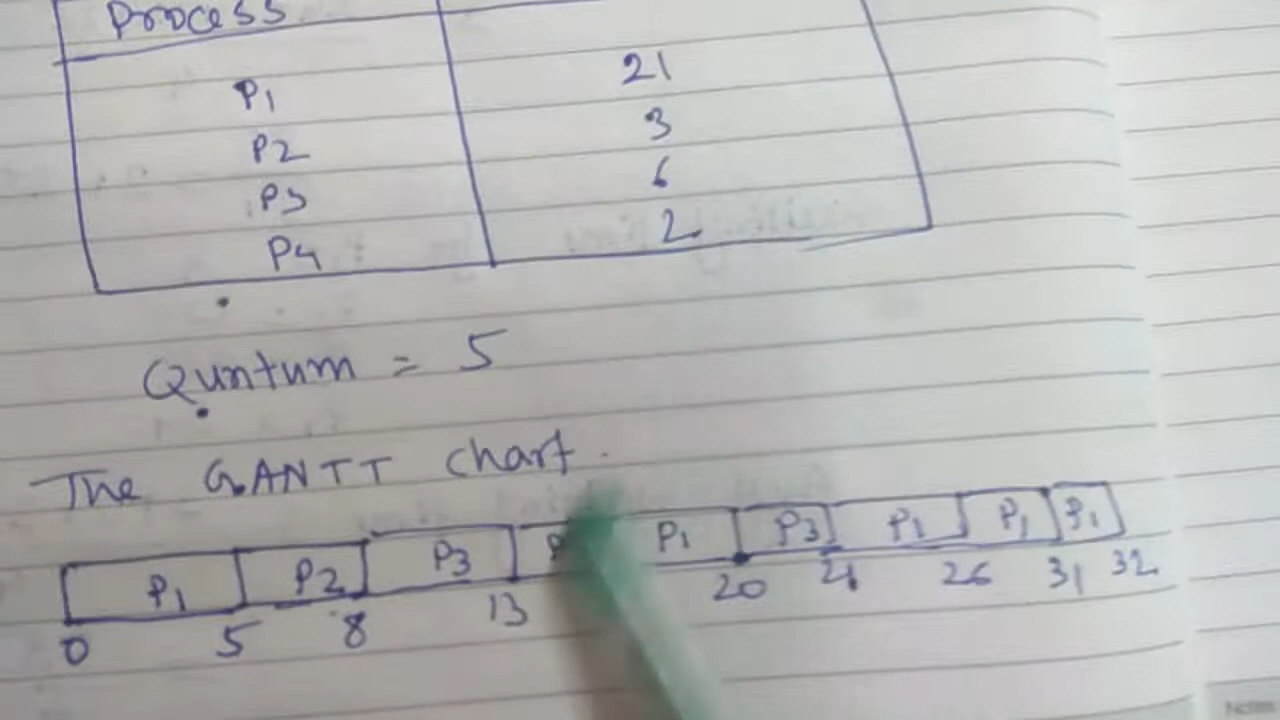 Process
P1 21
P2 3
P3 6
P4 2
Quntum = 5
The GANTT chart.
P1 P2 P3 P1 P3 P1 P1 P1
0 5 8 13 20 21 26 31 32